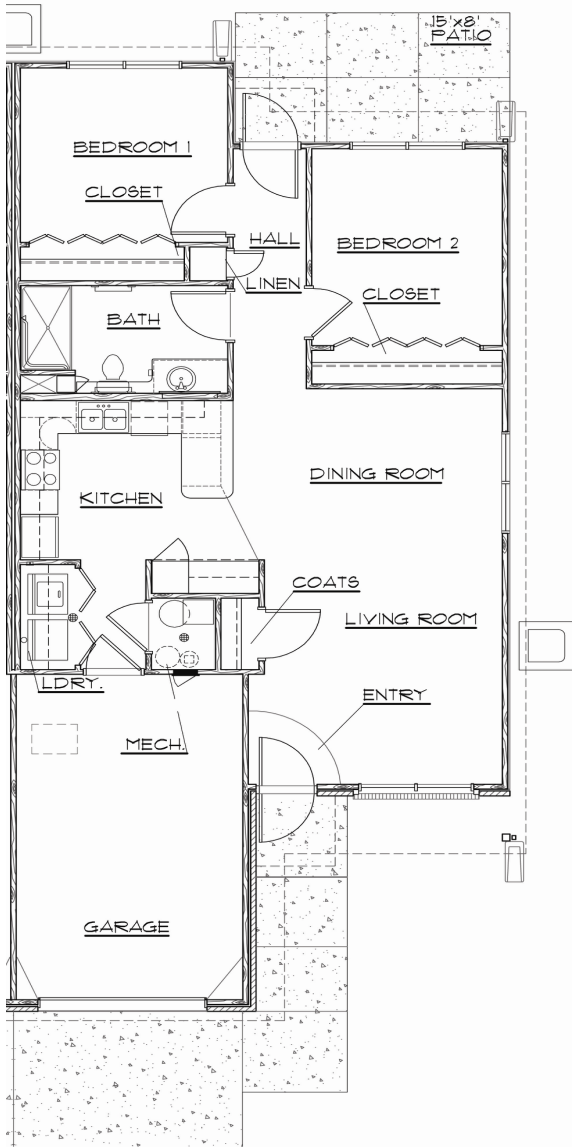 15'x8'
PATIO
BEDROOM 1
CLOSET
HALL
BEDROOM 2
LINEN
CLOSET
BATH
DINING ROOM
KITCHEN
COATS
LIVING ROOM
LDRY.
ENTRY
MECH.
GARAGE